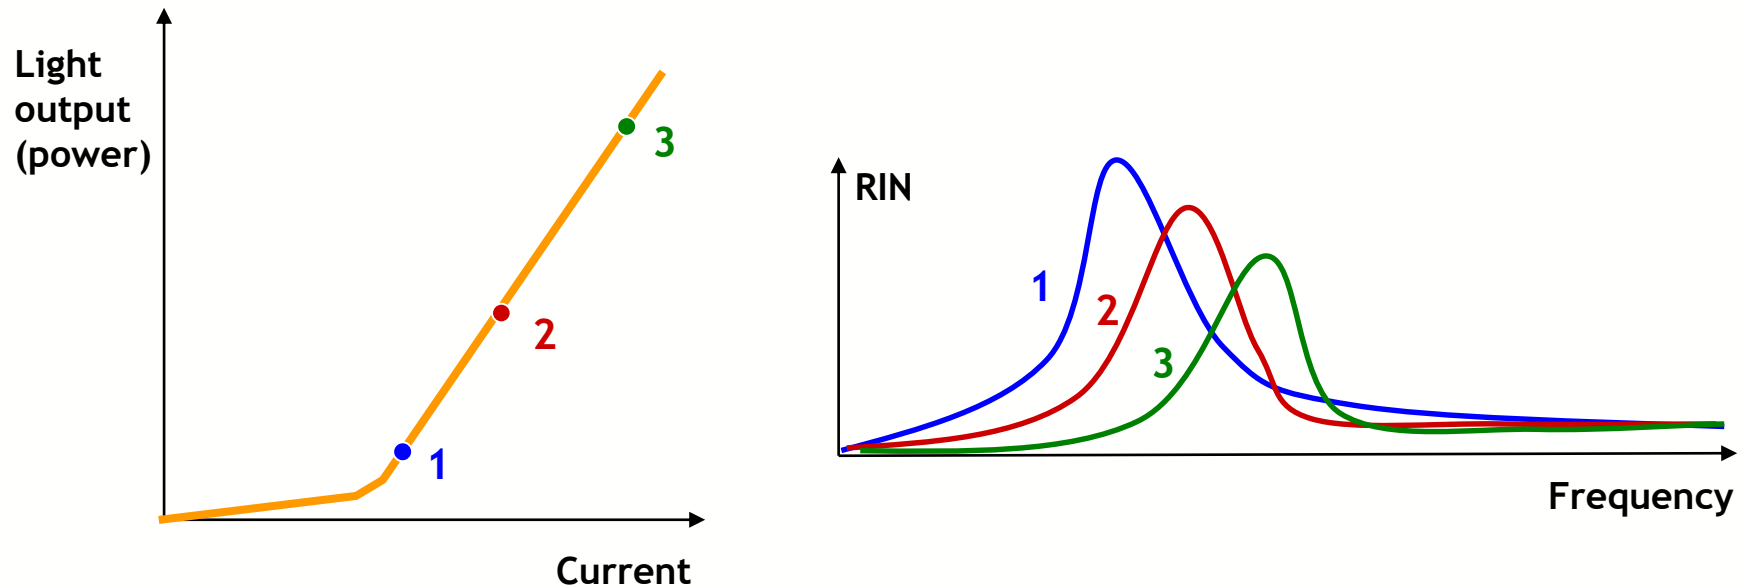 Light
output
(power)
3
2
1
Current
RIN
1
2
3
Frequency